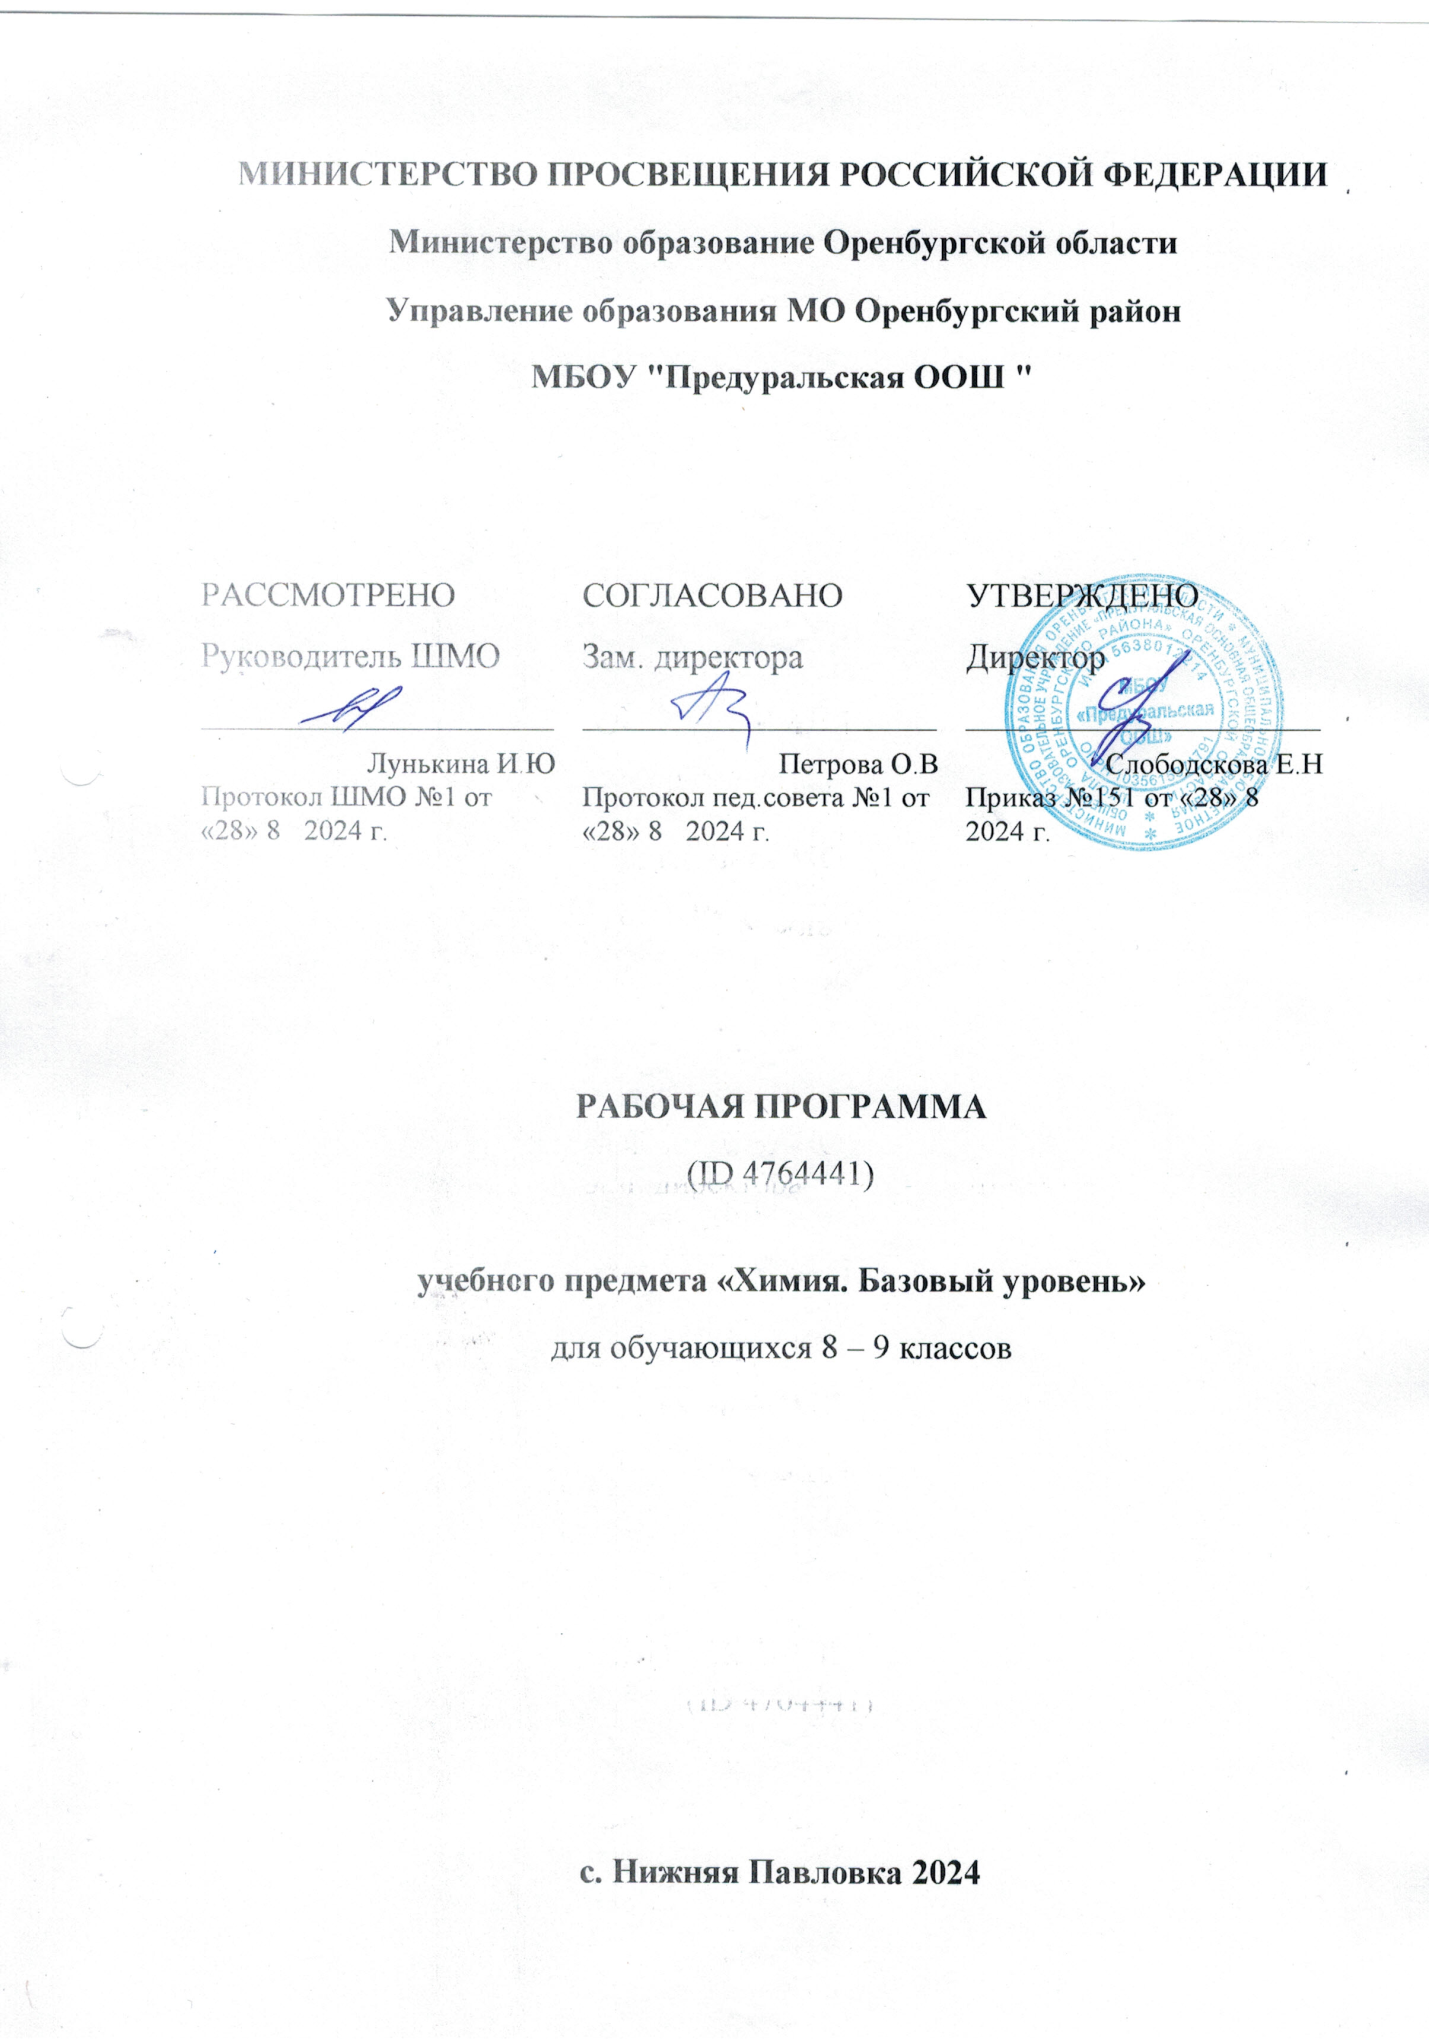 МИНИСТЕРСТВО ПРОСВЕЩЕНИЯ РОССИЙСКОЙ ФЕДЕРАЦИИ
Министерство образование Оренбургской области
Управление образования МО Оренбургский район
МБОУ "Предуральская ООШ "
РАССМОТРЕНО
Руководитель ШМО
Лунькина И.Ю
Протокол ШМО №1 от
«28» 8 2024 г.
СОГЛАСОВАНО
Зам. директора
Петрова О.В
Протокол пед.совета №1 от
«28» 8 2024 г.
УТВЕРЖДЕНО
Директор
Слободскова Е.Н
Приказ №151 от «28» 8
2024 г.
МБОУ
«Предуральская
ООШ»
РАБОЧАЯ ПРОГРАММА
(ID 4764441)
учебного предмета «Химия. Базовый уровень»
для обучающихся 8 – 9 классов
с. Нижняя Павловка 2024